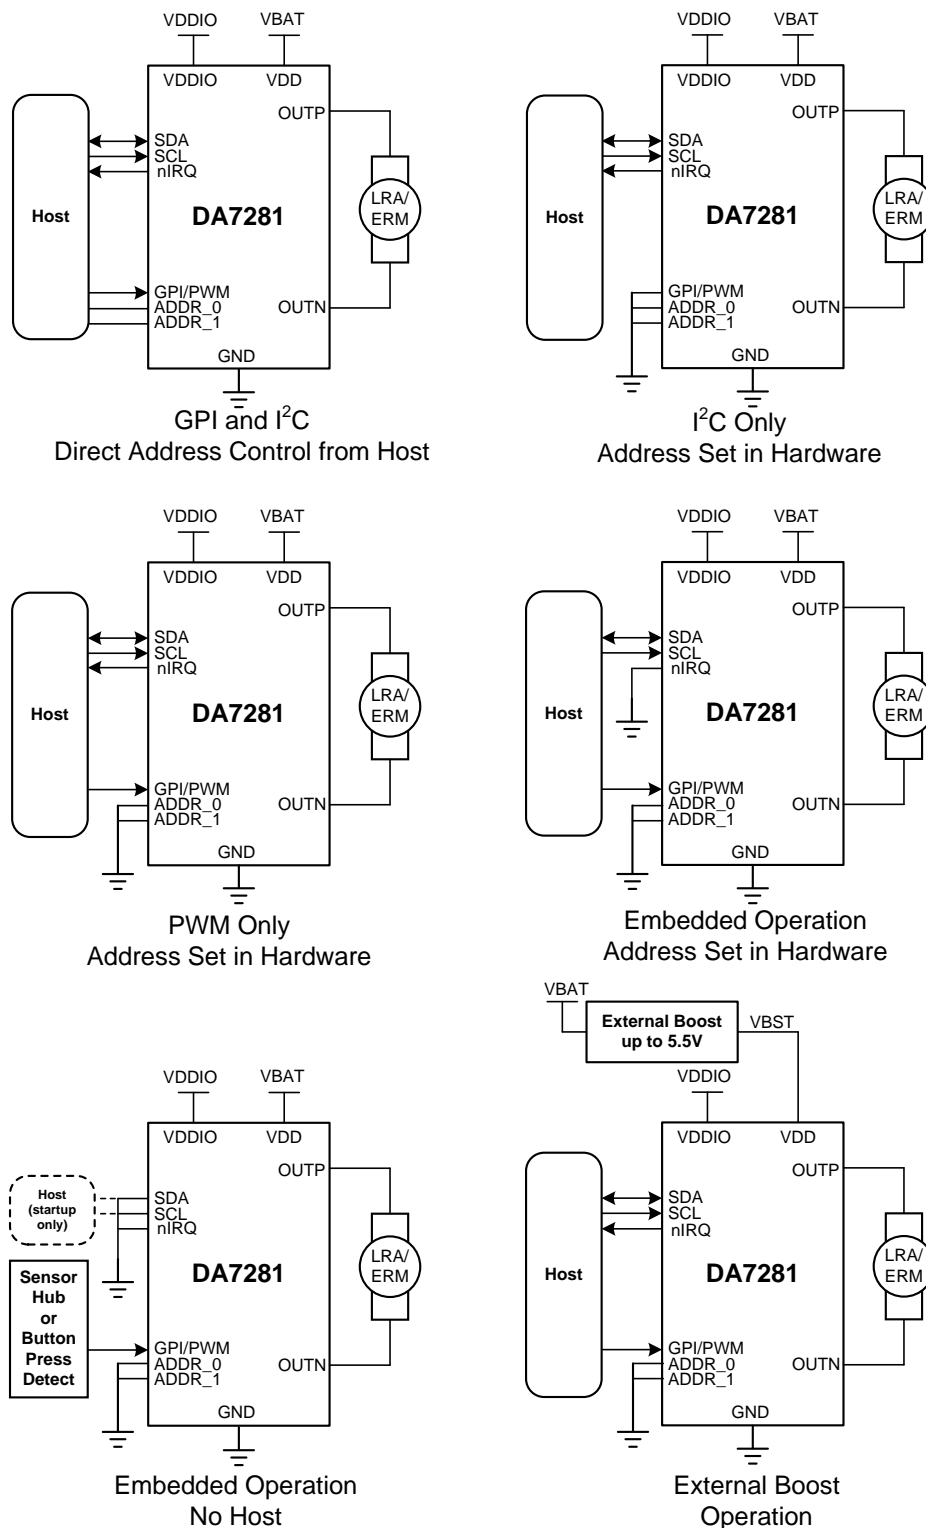 VDDIO
VBAT
VDDIO
VDD
OUTP
SDA
SCL
nIRQ
Host
DA7281
LRA/
ERM
GPI/PWM
ADDR_0
ADDR_1
OUTN
GND
GPI and I²C
Direct Address Control from Host
VDDIO
VBAT
VDDIO
VDD
OUTP
SDA
SCL
nIRQ
Host
DA7281
LRA/
ERM
GPI/PWM
ADDR_0
ADDR_1
OUTN
GND
I²C Only
Address Set in Hardware
VDDIO
VBAT
VDDIO
VDD
OUTP
SDA
SCL
nIRQ
Host
DA7281
LRA/
ERM
GPI/PWM
ADDR_0
ADDR_1
OUTN
GND
PWM Only
Address Set in Hardware
VDDIO
VBAT
VDDIO
VDD
OUTP
SDA
SCL
nIRQ
Host
DA7281
LRA/
ERM
GPI/PWM
ADDR_0
ADDR_1
OUTN
GND
Embedded Operation
Address Set in Hardware
VDDIO
VBAT
VDDIO
VDD
OUTP
Host
(startup
only)
SDA
SCL
nIRQ
DA7281
LRA/
ERM
Sensor
Hub
or
Button
Press
Detect
GPI/PWM
ADDR_0
ADDR_1
OUTN
GND
Embedded Operation
No Host
VBAT
External Boost
up to 5.5V
VBST
VDDIO
VDDIO
VDD
OUTP
SDA
SCL
nIRQ
Host
DA7281
LRA/
ERM
GPI/PWM
ADDR_0
ADDR_1
OUTN
GND
External Boost
Operation